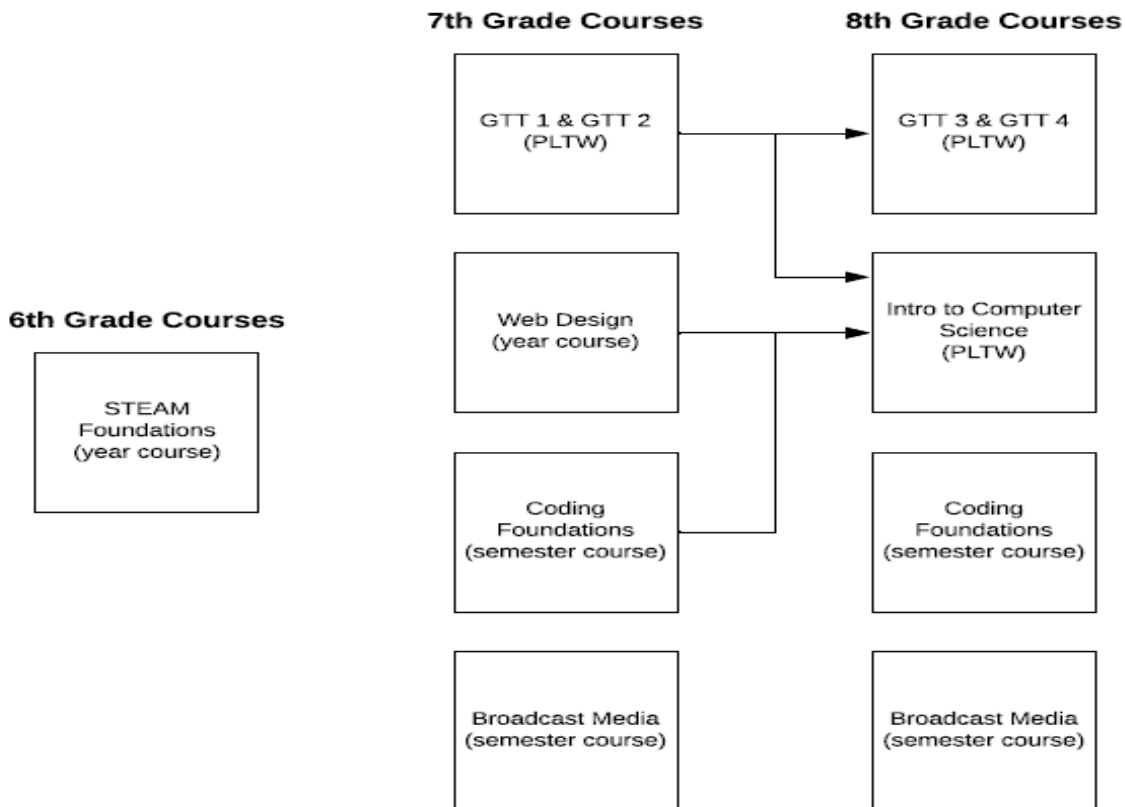 7th Grade Courses
8th Grade Courses
GTT 1 & GTT 2
(PLTW)
GTT 3 & GTT 4
(PLTW)
6th Grade Courses
STEAM
Foundations
(year course)
Web Design
(year course)
Intro to Computer
Science
(PLTW)
Coding
Foundations
(semester course)
Coding
Foundations
(semester course)
Broadcast Media
(semester course)
Broadcast Media
(semester course)